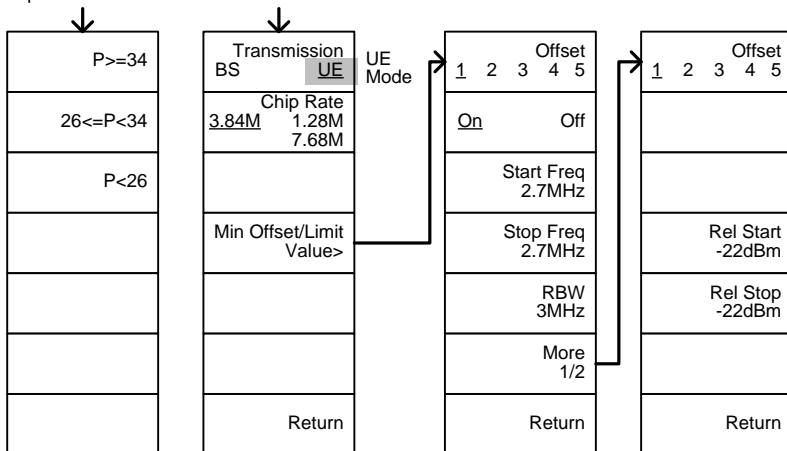 P>=34
26<=P<34
P<26
Transmission
BS UE
UE
Mode
Chip Rate
3.84M 1.28M
7.68M
Min Offset/Limit
Value>
Return
Offset
1 2 3 4 5
On Off
Start Freq
2.7MHz
Stop Freq
2.7MHz
RBW
3MHz
More
1/2
Return
Offset
1 2 3 4 5
Rel Start
-22dBm
Rel Stop
-22dBm
Return